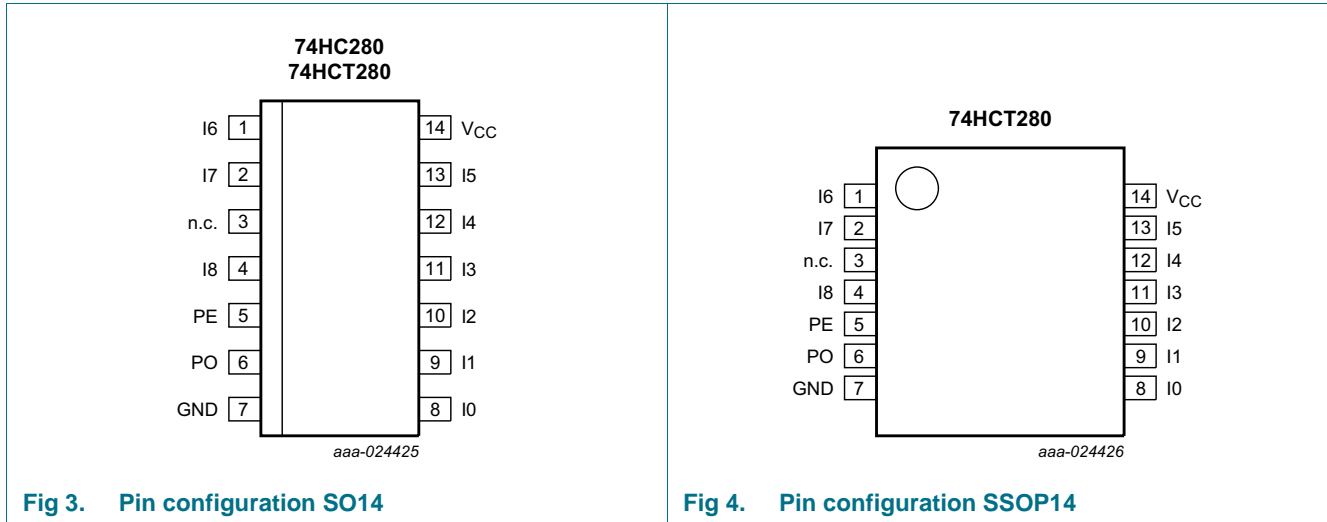 74HC280
74HCT280
I6 1 14 VCC
I7 2 13 I5
n.c. 3 12 I4
I8 4 11 I3
PE 5 10 I2
PO 6 9 I1
GND 7 8 I0
aaa-024425
Fig 3. Pin configuration SO14
74HCT280
I6 1 14 VCC
I7 2 13 I5
n.c. 3 12 I4
I8 4 11 I3
PE 5 10 I2
PO 6 9 I1
GND 7 8 I0
aaa-024426
Fig 4. Pin configuration SSOP14